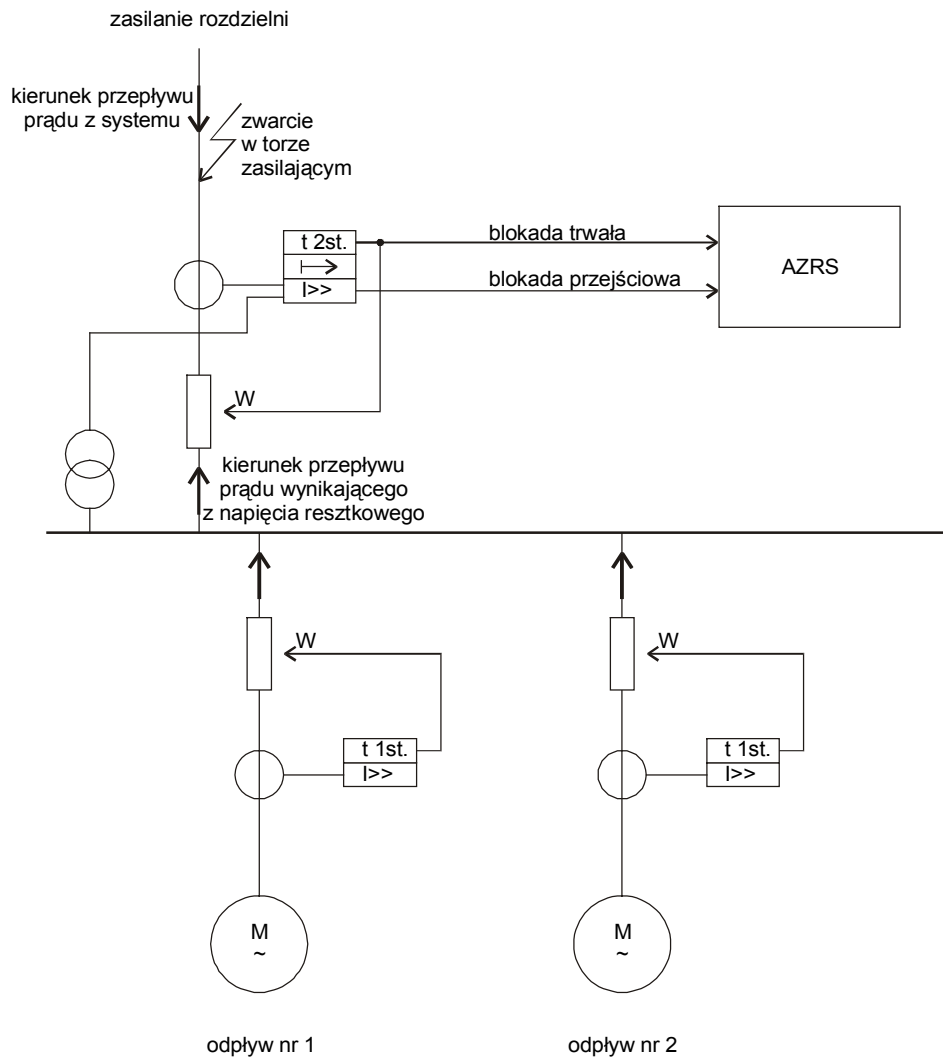 zasilanie rozdzielni
kierunek przepływu
prądu z systemu
zwarcie
w torze
zasilającym
t 2st.
I>>
blokada trwała
blokada przejściowa
AZRS
W
kierunek przepływu
prądu wynikającego
z napięcia resztkowego
W
t 1st.
I>>
M
~
odpływ nr 1
W
t 1st.
I>>
M
~
odpływ nr 2